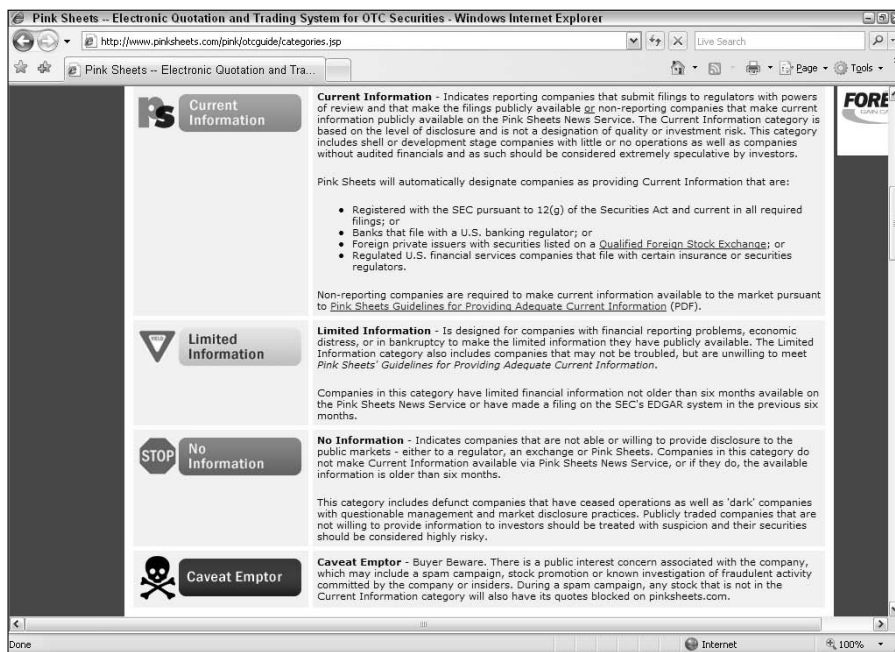 Pink Sheets -- Electronic Quotation and Trading System for OTC Securities - Windows Internet Explorer
http://www.pinksheets.com/pink/otcguide/categories.jsp
Live Search
Pink Sheets -- Electronic Quotation and Tra...
Page
Tools
ps
Current
Information
Current Information - Indicates reporting companies that submit filings to regulators with powers
of review and that make the filings publicly available or non-reporting companies that make current
information publicly available on the Pink Sheets News Service. The Current Information category is
based on the level of disclosure and is not a designation of quality or investment risk. This category
includes shell or development stage companies with little or no operations as well as companies
without audited financials and as such should be considered extremely speculative by investors.
Pink Sheets will automatically designate companies as providing Current Information that are:
• Registered with the SEC pursuant to 12(g) of the Securities Act and current in all required
filings; or
• Banks that file with a U.S. banking regulator; or
• Foreign private issuers with securities listed on a Qualified Foreign Stock Exchange; or
• Regulated U.S. financial services companies that file with certain insurance or securities
regulators.
Non-reporting companies are required to make current information available to the market pursuant
to Pink Sheets Guidelines for Providing Adequate Current Information (PDF).
FORE
GAIN CA
YIELD
Limited
Information
Limited Information - Is designed for companies with financial reporting problems, economic
distress, or in bankruptcy to make the limited information they have publicly available. The Limited
Information category also includes companies that may not be troubled, but are unwilling to meet
Pink Sheets' Guidelines for Providing Adequate Current Information.
Companies in this category have limited financial information not older than six months available on
the Pink Sheets News Service or have made a filing on the SEC's EDGAR system in the previous six
months.
STOP
No
Information
No Information - Indicates companies that are not able or willing to provide disclosure to the
public markets - either to a regulator, an exchange or Pink Sheets. Companies in this category do
not make Current Information available via Pink Sheets News Service, or if they do, the available
information is older than six months.
This category includes defunct companies that have ceased operations as well as 'dark' companies
with questionable management and market disclosure practices. Publicly traded companies that are
not willing to provide information to investors should be treated with suspicion and their securities
should be considered highly risky.
Caveat Emptor
Caveat Emptor - Buyer Beware. There is a public interest concern associated with the company,
which may include a spam campaign, stock promotion or known investigation of fraudulent activity
committed by the company or insiders. During a spam campaign, any stock that is not in the
Current Information category will also have its quotes blocked on pinksheets.com.
Done
Internet
100%